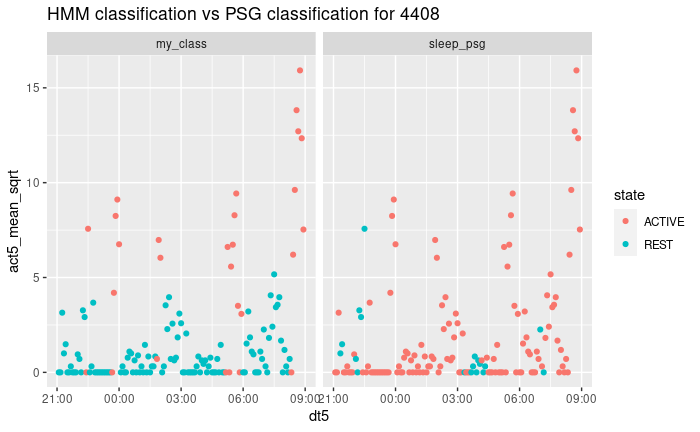 HMM classification vs PSG classification for 4408
my_class
sleep_psg
act5_mean_sqrt
15
10
5
0
21:00 00:00 03:00 06:00 09:00
21:00 00:00 03:00 06:00 09:00
dt5
state
ACTIVE
REST